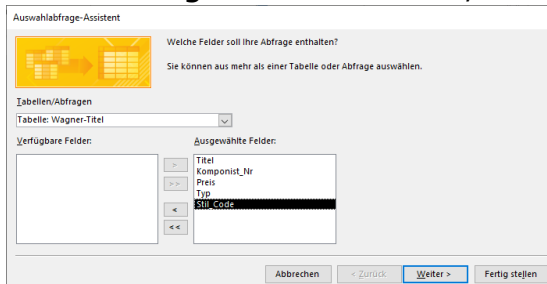 Auswahlabfrage-Assistent
Welche Felder soll Ihre Abfrage enthalten?
Sie können aus mehr als einer Tabelle oder Abfrage auswählen.
Tabellen/Abfragen
Tabelle: Wagner-Titel
Verfügbare Felder:
Ausgewählte Felder:
>
>>
<
<<
Titel
Komponist_Nr
Preis
Typ
Stil_Code
Abbrechen
< Zurück
Weiter >
Fertig stellen